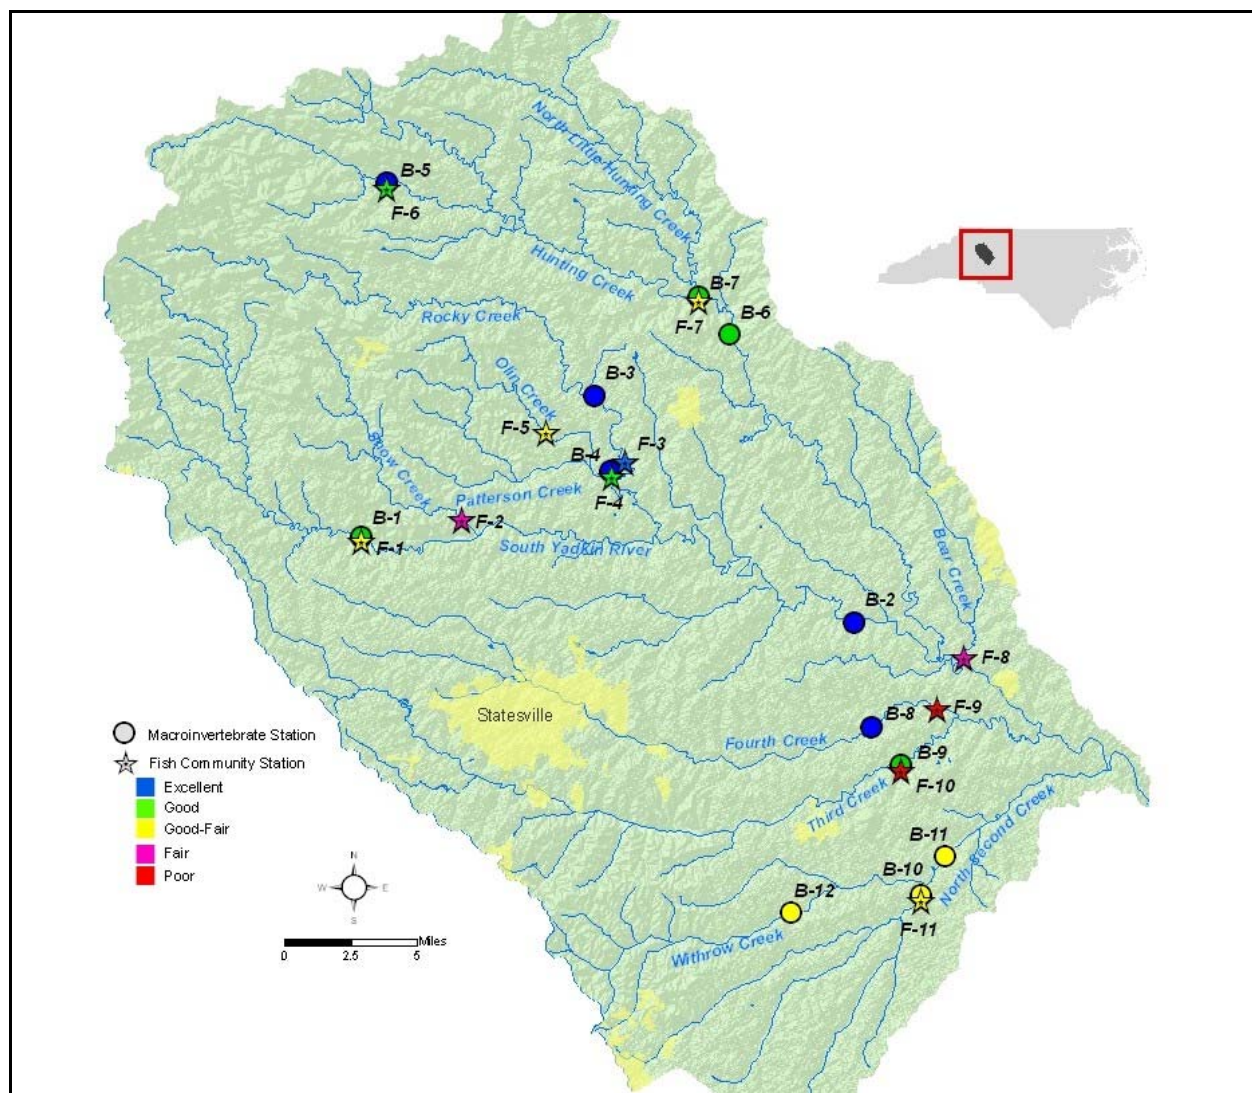 North Little Hunting Creek
B-5
F-6
Hunting Creek
B-7
F-7
B-6
Rocky Creek
B-3
Olin Creek
F-5
F-3
B-4
F-4
Snow Creek
Patterson Creek
F-2
B-1
F-1
South Yadkin River
Bear Creek
B-2
F-8
Statesville
B-8
F-9
Fourth Creek
B-9
F-10
Third Creek
B-11
B-10
North Second Creek
B-12
F-11
Withrow Creek
Macroinvertebrate Station
Fish Community Station
Excellent
Good
Good-Fair
Fair
Poor
N
W E
S
Miles
0 2.5 5